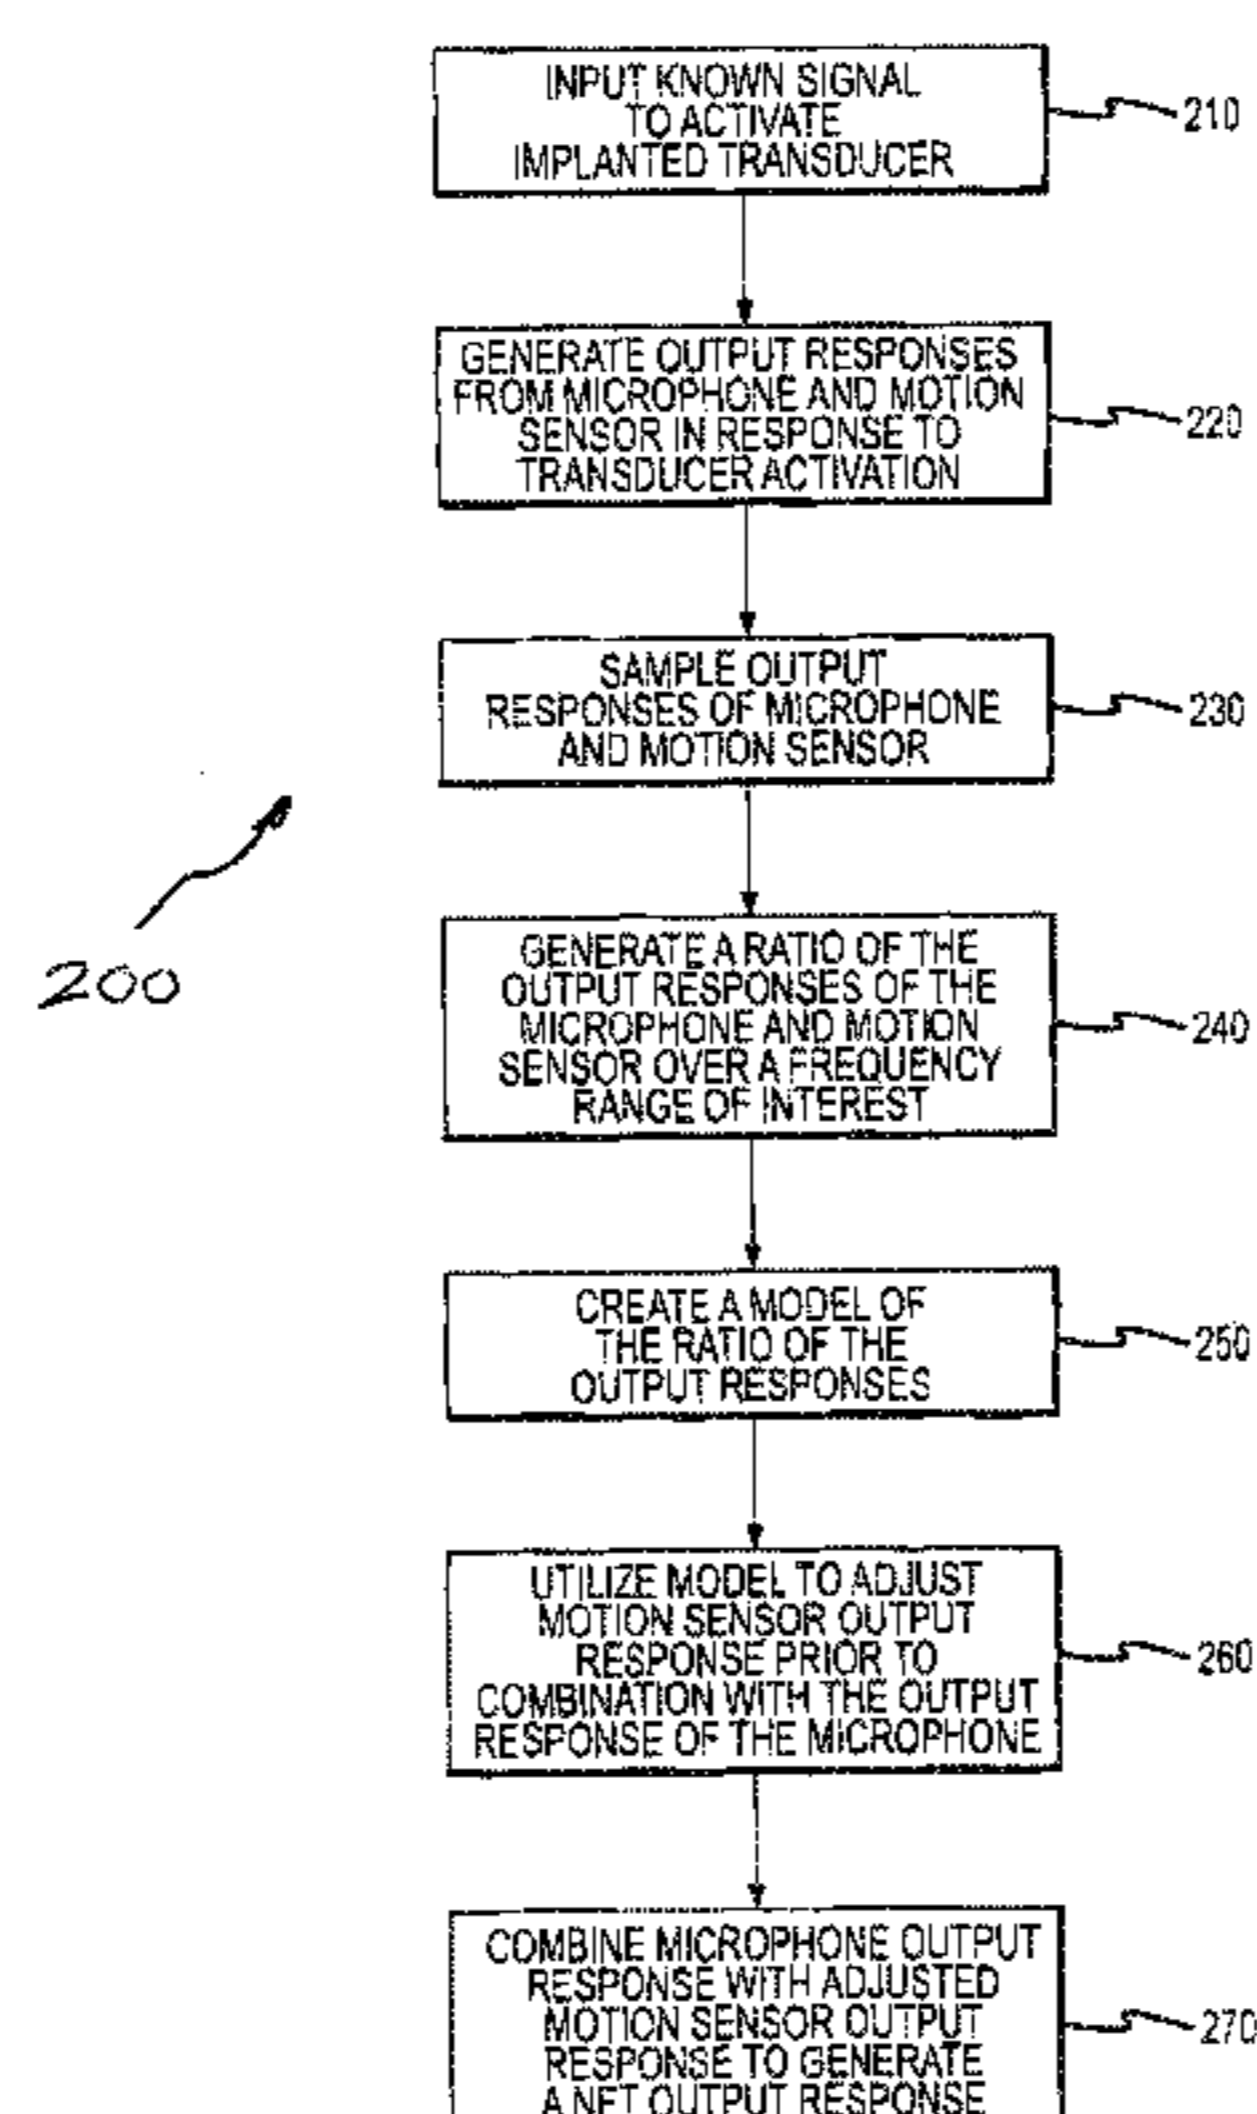 INPUT KNOWN SIGNAL
TO ACTIVATE
IMPLANTED TRANSDUCER
210
GENERATE OUTPUT RESPONSES
FROM MICROPHONE AND MOTION
SENSOR IN RESPONSE TO
TRANSDUCER ACTIVATION
220
SAMPLE OUTPUT
RESPONSES OF MICROPHONE
AND MOTION SENSOR
230
200
GENERATE A RATIO OF THE
OUTPUT RESPONSES OF THE
MICROPHONE AND MOTION
SENSOR OVER A FREQUENCY
RANGE OF INTEREST
240
CREATE A MODEL OF
THE RATIO OF THE
OUTPUT RESPONSES
250
UTILIZE MODEL TO ADJUST
MOTION SENSOR OUTPUT
RESPONSE PRIOR TO
COMBINATION WITH THE OUTPUT
RESPONSE OF THE MICROPHONE
260
COMBINE MICROPHONE OUTPUT
RESPONSE WITH ADJUSTED
MOTION SENSOR OUTPUT
RESPONSE TO GENERATE
A NET OUTPUT RESPONSE
270